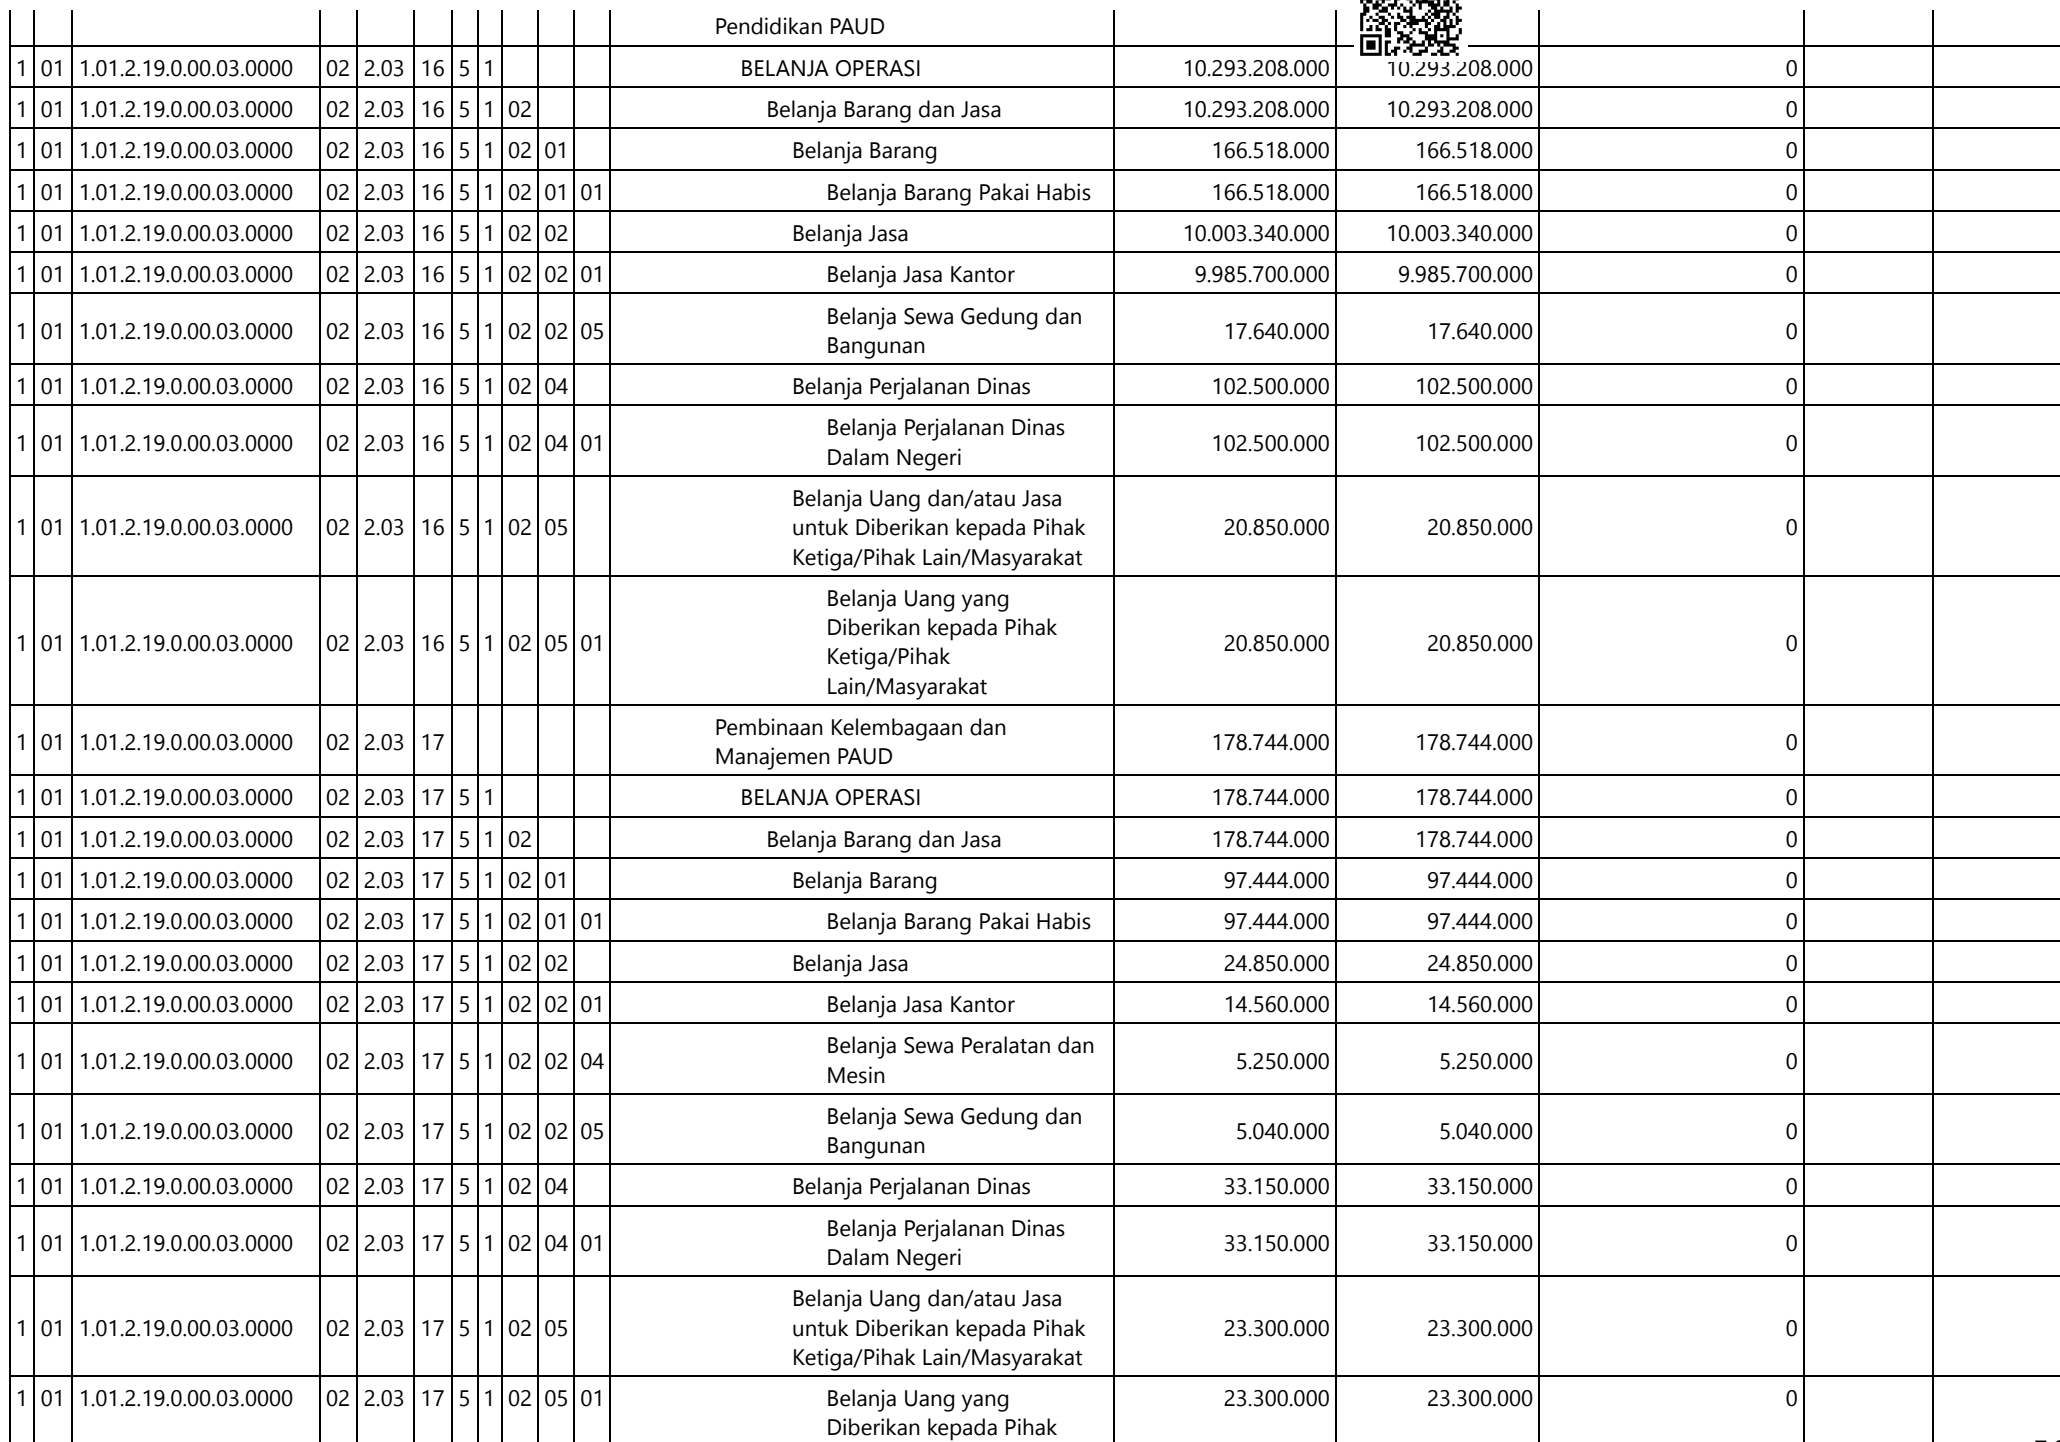 Pendidikan PAUD
1 01 1.01.2.19.0.00.03.0000 02 2.03 16 5 1 BELANJA OPERASI 10.293.208.000 10.293.208.000 0
1 01 1.01.2.19.0.00.03.0000 02 2.03 16 5 1 02 Belanja Barang dan Jasa 10.293.208.000 10.293.208.000 0
1 01 1.01.2.19.0.00.03.0000 02 2.03 16 5 1 02 01 Belanja Barang 166.518.000 166.518.000 0
1 01 1.01.2.19.0.00.03.0000 02 2.03 16 5 1 02 01 01 Belanja Barang Pakai Habis 166.518.000 166.518.000 0
1 01 1.01.2.19.0.00.03.0000 02 2.03 16 5 1 02 02 Belanja Jasa 10.003.340.000 10.003.340.000 0
1 01 1.01.2.19.0.00.03.0000 02 2.03 16 5 1 02 02 01 Belanja Jasa Kantor 9.985.700.000 9.985.700.000 0
1 01 1.01.2.19.0.00.03.0000 02 2.03 16 5 1 02 02 05 Belanja Sewa Gedung dan
Bangunan 17.640.000 17.640.000 0
1 01 1.01.2.19.0.00.03.0000 02 2.03 16 5 1 02 04 Belanja Perjalanan Dinas 102.500.000 102.500.000 0
1 01 1.01.2.19.0.00.03.0000 02 2.03 16 5 1 02 04 01 Belanja Perjalanan Dinas
Dalam Negeri 102.500.000 102.500.000 0
1 01 1.01.2.19.0.00.03.0000 02 2.03 16 5 1 02 05 Belanja Uang dan/atau Jasa
untuk Diberikan kepada Pihak
Ketiga/Pihak Lain/Masyarakat 20.850.000 20.850.000 0
1 01 1.01.2.19.0.00.03.0000 02 2.03 16 5 1 02 05 01 Belanja Uang yang
Diberikan kepada Pihak
Ketiga/Pihak
Lain/Masyarakat 20.850.000 20.850.000 0
1 01 1.01.2.19.0.00.03.0000 02 2.03 17 Pembinaan Kelembagaan dan
Manajemen PAUD 178.744.000 178.744.000 0
1 01 1.01.2.19.0.00.03.0000 02 2.03 17 5 1 BELANJA OPERASI 178.744.000 178.744.000 0
1 01 1.01.2.19.0.00.03.0000 02 2.03 17 5 1 02 Belanja Barang dan Jasa 178.744.000 178.744.000 0
1 01 1.01.2.19.0.00.03.0000 02 2.03 17 5 1 02 01 Belanja Barang 97.444.000 97.444.000 0
1 01 1.01.2.19.0.00.03.0000 02 2.03 17 5 1 02 01 01 Belanja Barang Pakai Habis 97.444.000 97.444.000 0
1 01 1.01.2.19.0.00.03.0000 02 2.03 17 5 1 02 02 Belanja Jasa 24.850.000 24.850.000 0
1 01 1.01.2.19.0.00.03.0000 02 2.03 17 5 1 02 02 01 Belanja Jasa Kantor 14.560.000 14.560.000 0
1 01 1.01.2.19.0.00.03.0000 02 2.03 17 5 1 02 02 04 Belanja Sewa Peralatan dan
Mesin 5.250.000 5.250.000 0
1 01 1.01.2.19.0.00.03.0000 02 2.03 17 5 1 02 02 05 Belanja Sewa Gedung dan
Bangunan 5.040.000 5.040.000 0
1 01 1.01.2.19.0.00.03.0000 02 2.03 17 5 1 02 04 Belanja Perjalanan Dinas 33.150.000 33.150.000 0
1 01 1.01.2.19.0.00.03.0000 02 2.03 17 5 1 02 04 01 Belanja Perjalanan Dinas
Dalam Negeri 33.150.000 33.150.000 0
1 01 1.01.2.19.0.00.03.0000 02 2.03 17 5 1 02 05 Belanja Uang dan/atau Jasa
untuk Diberikan kepada Pihak
Ketiga/Pihak Lain/Masyarakat 23.300.000 23.300.000 0
1 01 1.01.2.19.0.00.03.0000 02 2.03 17 5 1 02 05 01 Belanja Uang yang 23.300.000 23.300.000 0
Diberikan kepada Pihak